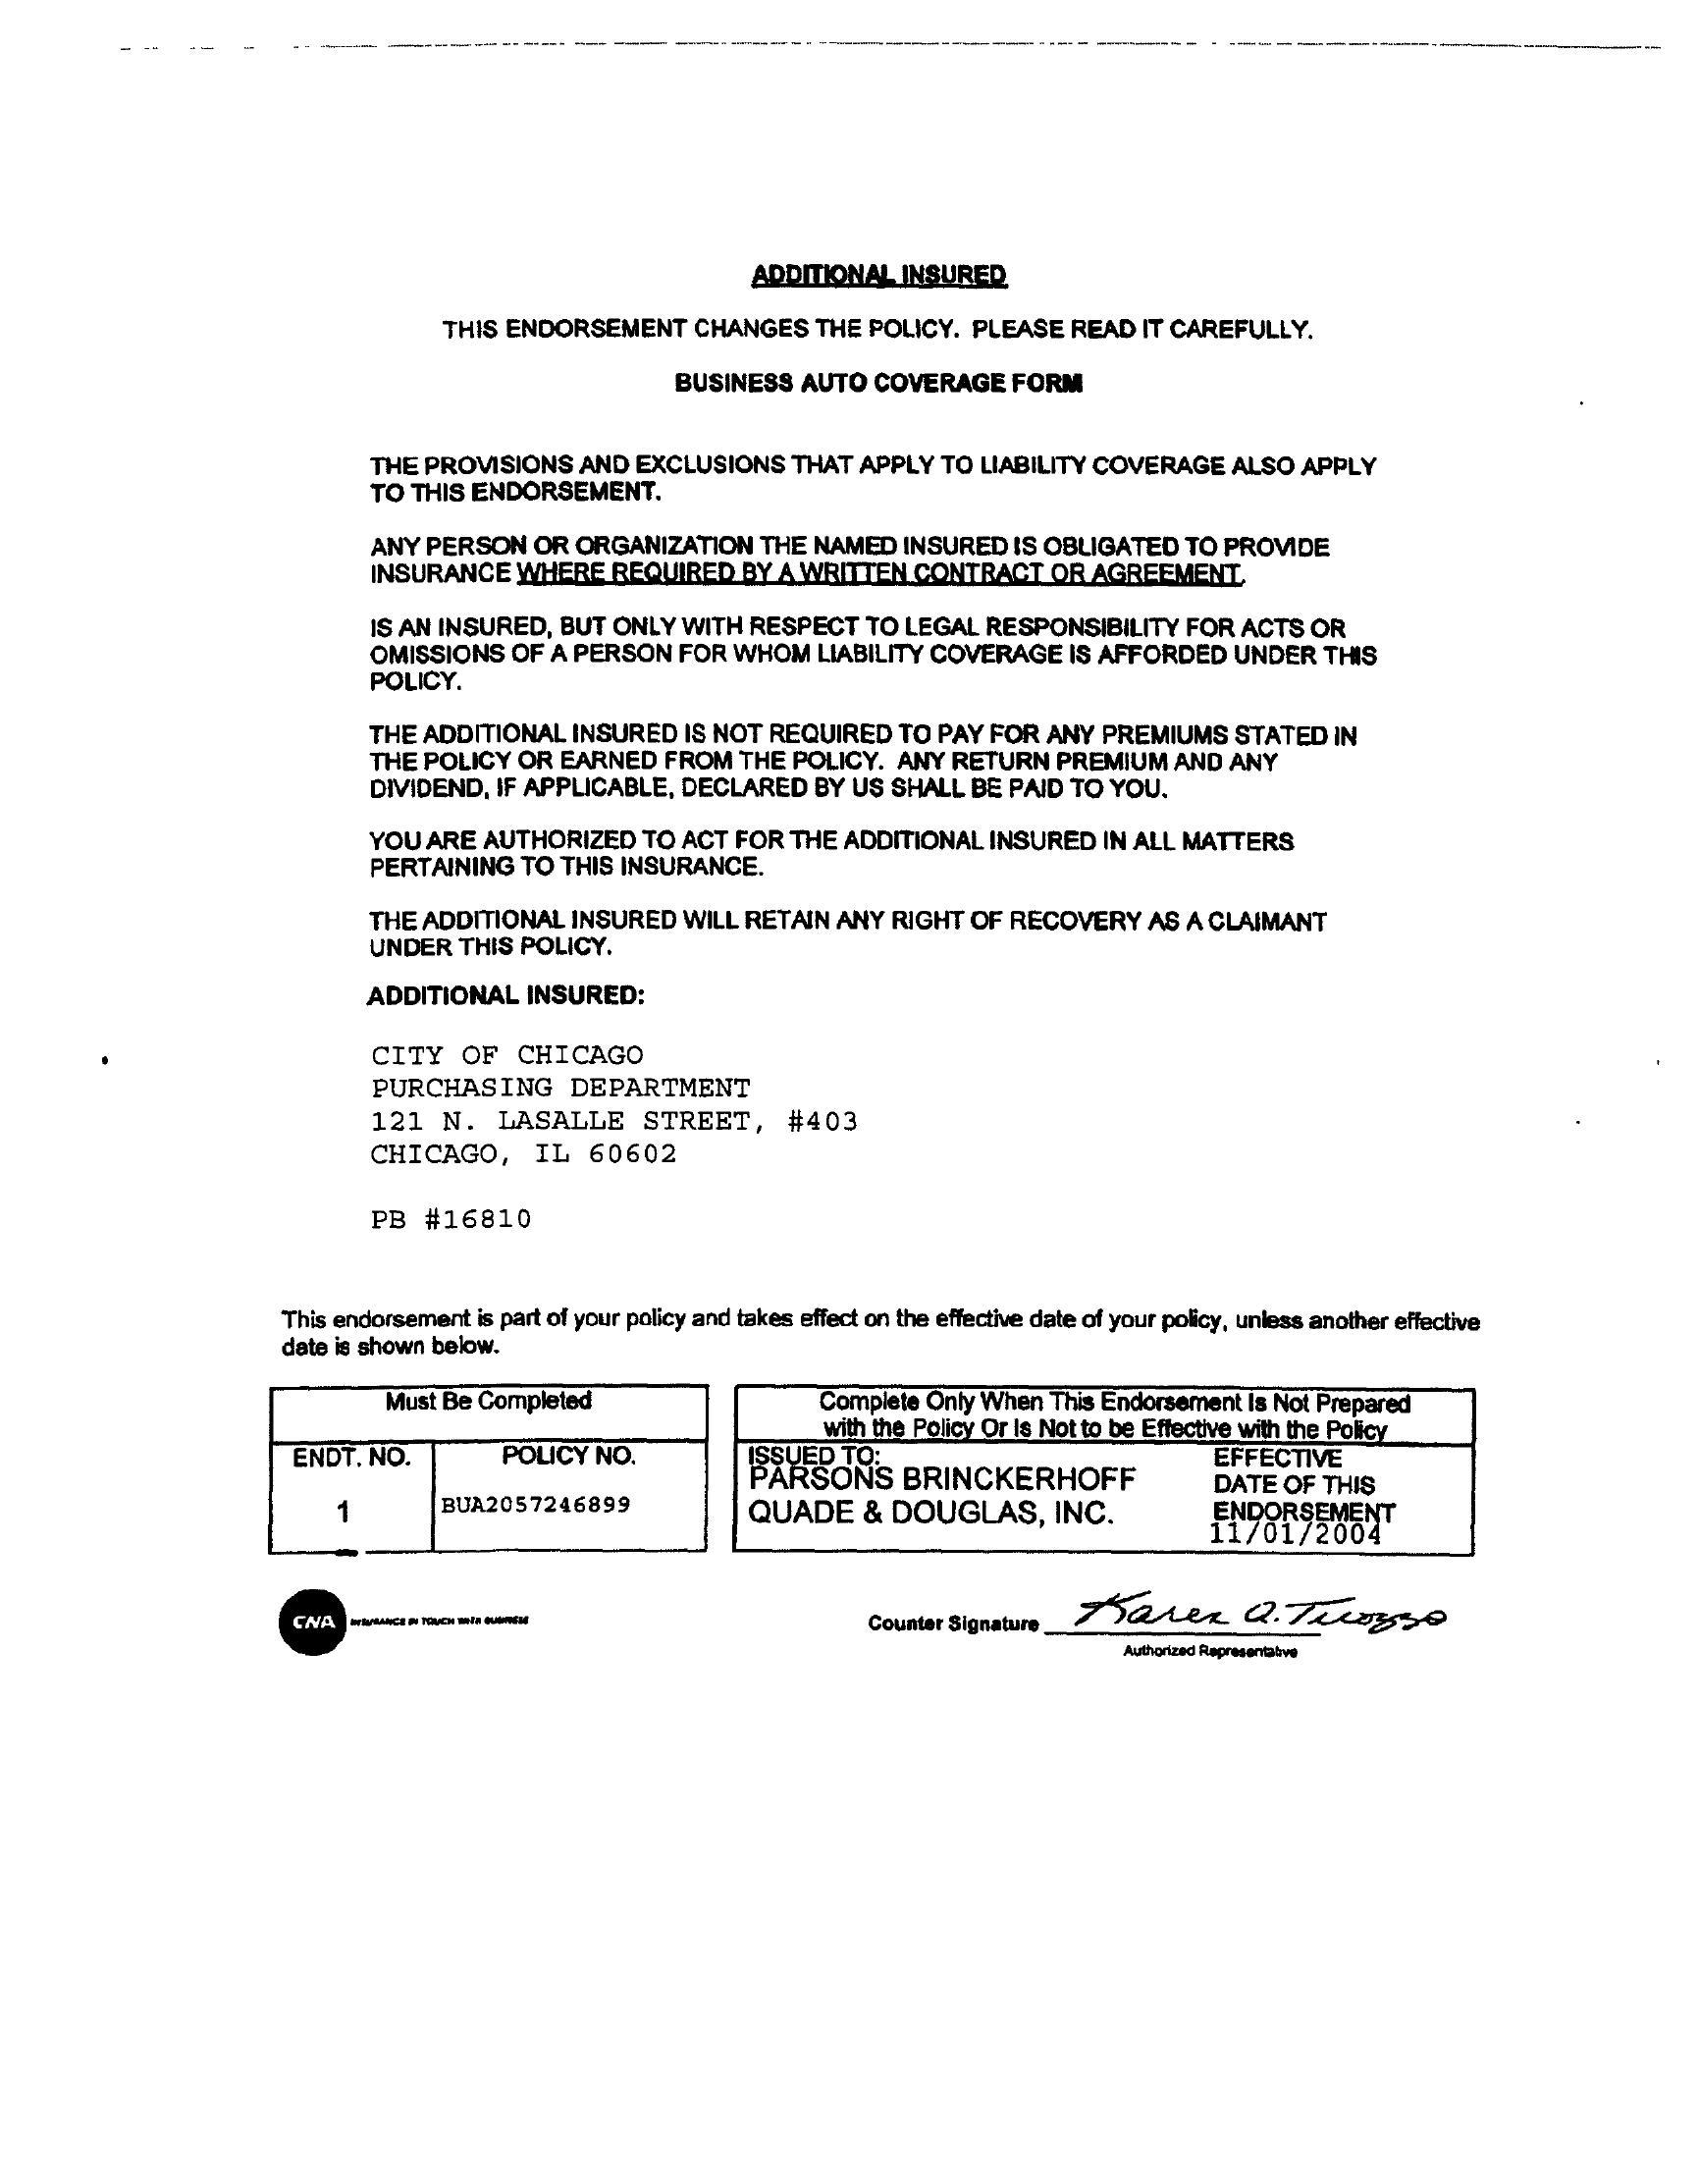 ADDITIONAL INSURED
THIS ENDORSEMENT CHANGES THE POLICY. PLEASE READ IT CAREFULLY.
BUSINESS AUTO COVERAGE FORM
THE PROVISIONS AND EXCLUSIONS THAT APPLY TO LIABILITY COVERAGE ALSO APPLY
TO THIS ENDORSEMENT.
ANY PERSON OR ORGANIZATION THE NAMED INSURED IS OBLIGATED TO PROVIDE
INSURANCE WHERE REQUIRED BY A WRITTEN CONTRACT OR AGREEMENT.
IS AN INSURED, BUT ONLY WITH RESPECT TO LEGAL RESPONSIBILITY FOR ACTS OR
OMISSIONS OF A PERSON FOR WHOM LIABILITY COVERAGE IS AFFORDED UNDER THIS
POLICY.
THE ADDITIONAL INSURED IS NOT REQUIRED TO PAY FOR ANY PREMIUMS STATED IN
THE POLICY OR EARNED FROM THE POLICY. ANY RETURN PREMIUM AND ANY
DIVIDEND, IF APPLICABLE, DECLARED BY US SHALL BE PAID TO YOU.
YOU ARE AUTHORIZED TO ACT FOR THE ADDITIONAL INSURED IN ALL MATTERS
PERTAINING TO THIS INSURANCE.
THE ADDITIONAL INSURED WILL RETAIN ANY RIGHT OF RECOVERY AS A CLAIMANT
UNDER THIS POLICY.
ADDITIONAL INSURED:
CITY OF CHICAGO
PURCHASING DEPARTMENT
121 N. LASALLE STREET, #403
CHICAGO, IL 60602
PB #16810
This endorsement is part of your policy and takes effect on the effective date of your policy, unless another effective
date is shown below.
Must Be Completed
ENDT. NO. POLICY NO.
1 BUA2057246899
Complete Only When This Endorsement Is Not Prepared
with the Policy Or Is Not to be Effective with the Policy
ISSUED TO:
PARSONS BRINCKERHOFF
QUADE & DOUGLAS, INC.
EFFECTIVE
DATE OF THIS
ENDORSEMENT
11/01/2004
CNA INSURANCE IN TOUCH WITH BUSINESS
Counter Signature Karen A.
Authorized Representative